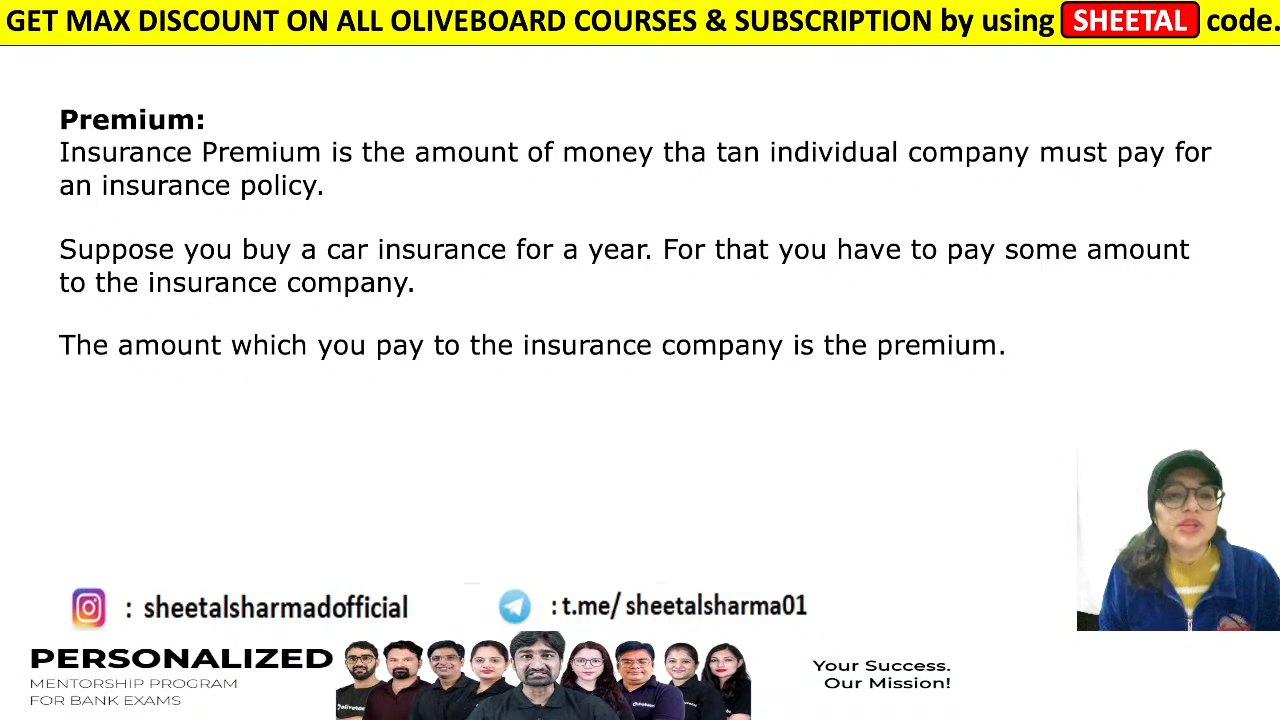 GET MAX DISCOUNT ON ALL OLIVEBOARD COURSES & SUBSCRIPTION by using SHEETAL code.
Premium:
Insurance Premium is the amount of money tha tan individual company must pay for
an insurance policy.
Suppose you buy a car insurance for a year. For that you have to pay some amount
to the insurance company.
The amount which you pay to the insurance company is the premium.
: sheetalsharmadofficial
: t.me/ sheetalsharma01
PERSONALIZED
MENTORSHIP PROGRAM
FOR BANK EXAMS
Your Success.
Our Mission!